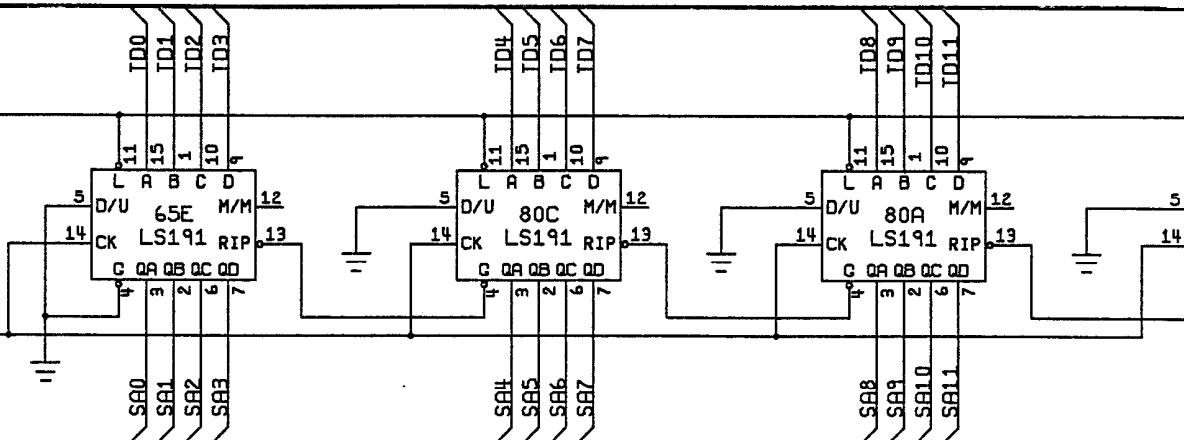 TD0 TD1 TD2 TD3 TD4 TD5 TD6 TD7 TD8 TD9 TD10 TD11
11 15 1 10 9 11 15 1 10 9 11 15 1 10 9
L A B C D L A B C D L A B C D
5 D/U 65E M/M 12 5 D/U 80C M/M 12 5 D/U 80A M/M 12 5
14 CK LS191 RIP 13 14 CK LS191 RIP 13 14 CK LS191 RIP 13 14
G QA QB QC QD G QA QB QC QD G QA QB QC QD
4 3 2 6 7 4 3 2 6 7 4 3 2 6 7
SA0 SA1 SA2 SA3 SA4 SA5 SA6 SA7 SA8 SA9 SA10 SA11